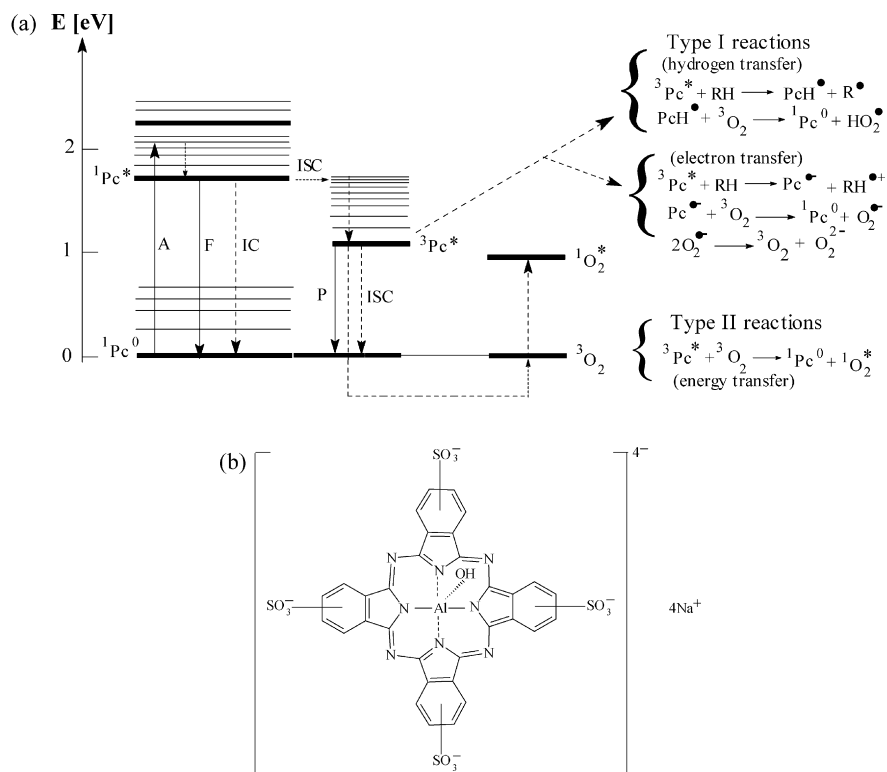 (a) E [eV]
2
1
0
¹Pc*
¹Pc⁰
A
F
IC
ISC
³Pc*
P
ISC
¹O₂*
³O₂
Type I reactions
(hydrogen transfer)
³Pc* + RH → PcH• + R•
PcH• + ³O₂ → ¹Pc⁰ + HO₂•
(electron transfer)
³Pc* + RH → Pc•- + RH•+
Pc•- + ³O₂ → ¹Pc⁰ + O₂•-
2O₂•- → ³O₂ + O₂²⁻
Type II reactions
³Pc* + ³O₂ → ¹Pc⁰ + ¹O₂*
(energy transfer)
(b)
4−
SO₃⁻
N
N
N
OH
SO₃⁻
N
Al
N
SO₃⁻
4Na⁺
N
N
N
SO₃⁻